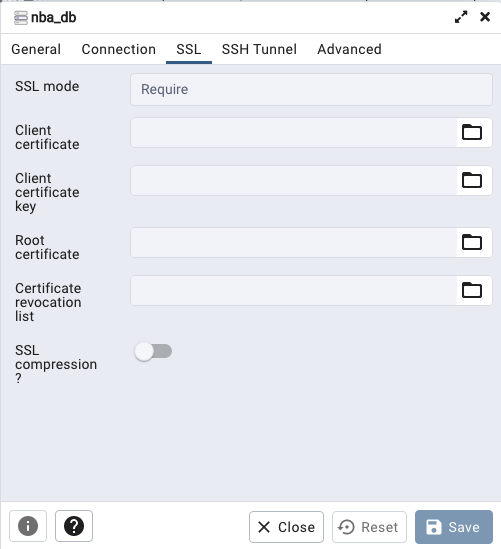 nba_db
General Connection SSL SSH Tunnel Advanced
SSL mode
Require
Client
certificate
Client
certificate
key
Root
certificate
Certificate
revocation
list
SSL
compression
?
Close Reset Save